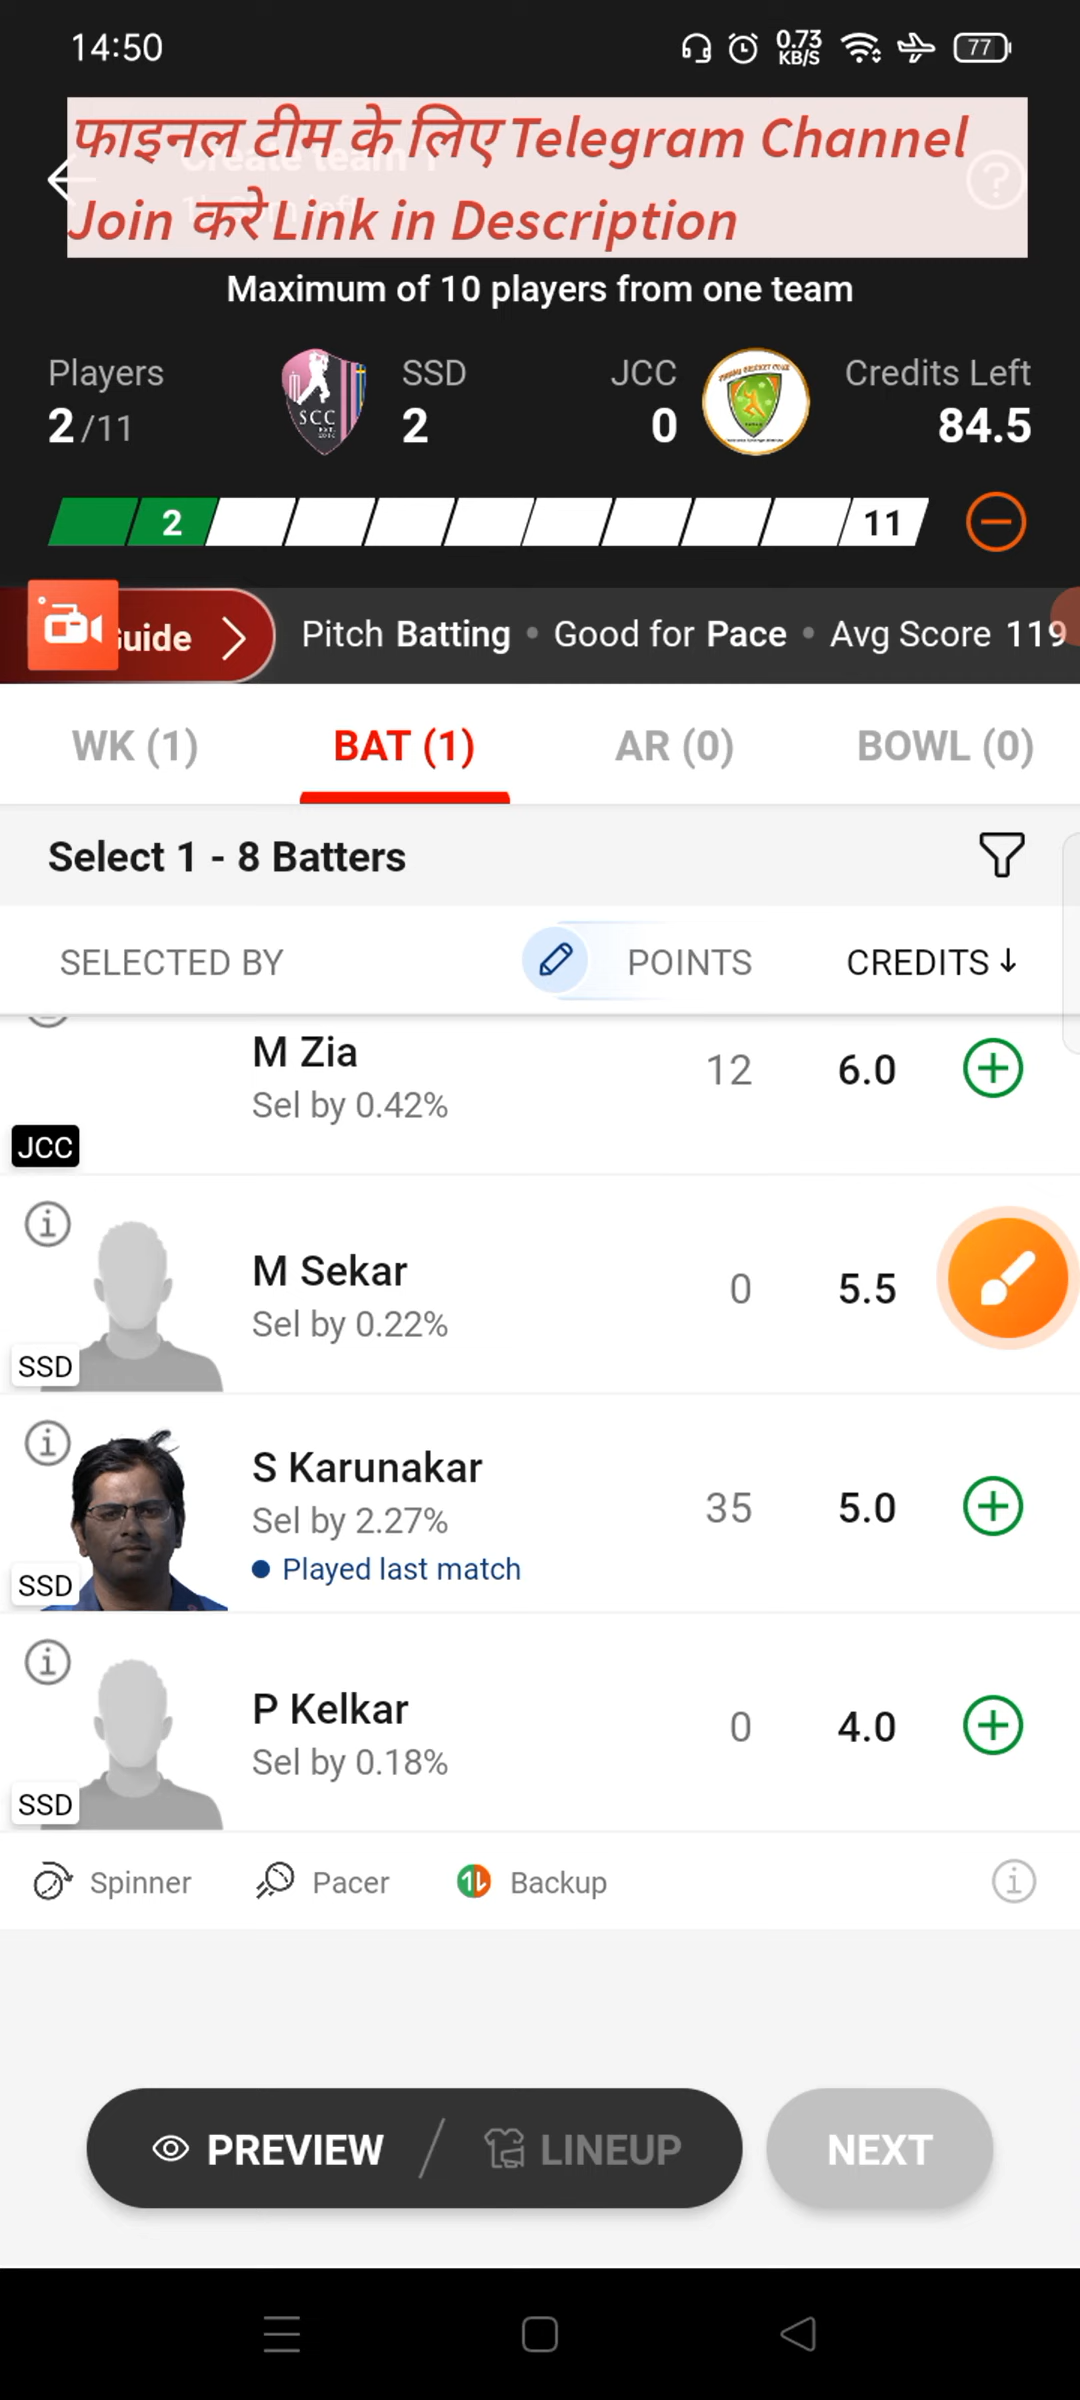 14:50
0.73
KB/S
77
फाइनल टीम के लिए Telegram Channel
Join करे Link in Description
Create team 1
Maximum of 10 players from one team
Players
SSD
JCC
Credits Left
2/11
SCC
2
0
84.5
2
11
Guide
Pitch Batting • Good for Pace • Avg Score 119
WK (1)
BAT (1)
AR (0)
BOWL (0)
Select 1 - 8 Batters
SELECTED BY
POINTS
CREDITS ↓
M Zia
12
6.0
Sel by 0.42%
JCC
M Sekar
0
5.5
Sel by 0.22%
SSD
S Karunakar
35
5.0
Sel by 2.27%
• Played last match
SSD
P Kelkar
0
4.0
Sel by 0.18%
SSD
Spinner
Pacer
Backup
PREVIEW / LINEUP
NEXT